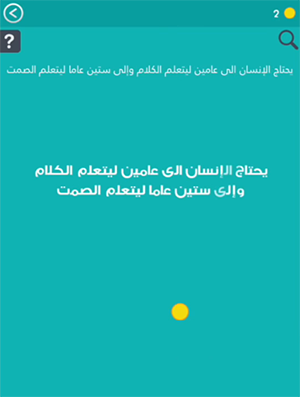 2
?
يحتاج الإنسان الى عامين ليتعلم الكلام وإلى ستين عاما ليتعلم الصمت
يحتاج الإنسان الى عامين ليتعلم الكلام
وإلى ستين عاما ليتعلم الصمت